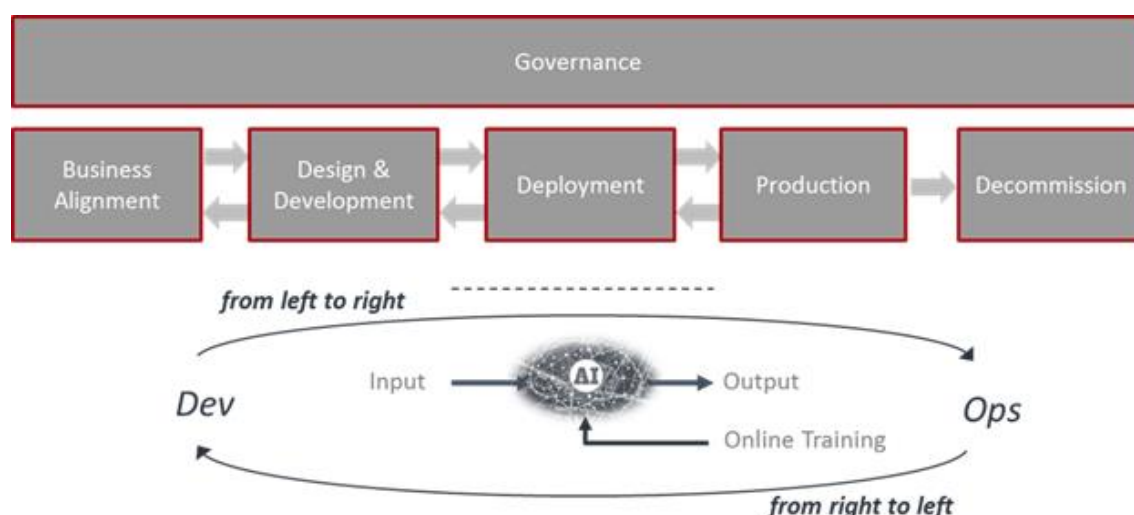 Governance
Business
Alignment
Design &
Development
Deployment
Production
Decommission
from left to right
Input
AI
Output
Dev
Ops
Online Training
from right to left